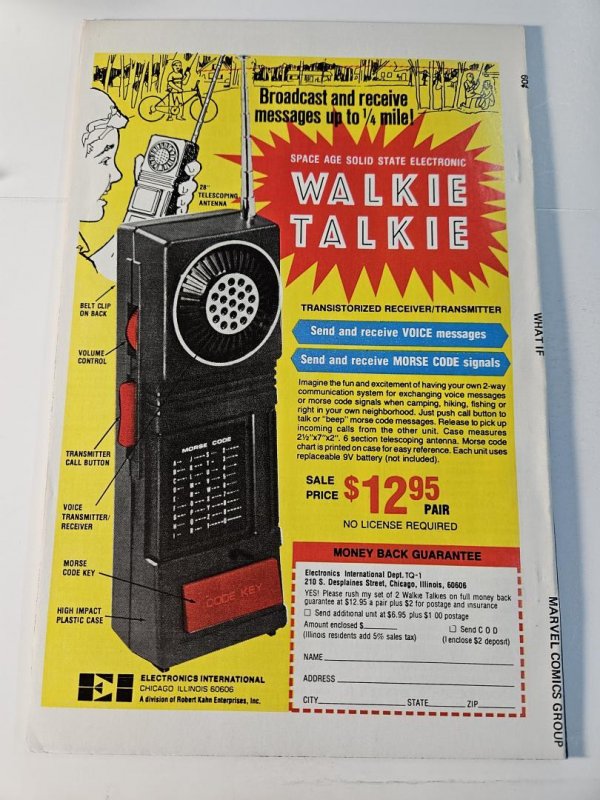 Broadcast and receive
messages up to 1/4 mile!
SPACE AGE SOLID STATE ELECTRONIC
WALKIE
TALKIE
28"
TELESCOPING
ANTENNA
BELT CLIP
ON BACK
VOLUME
CONTROL
TRANSMITTER
CALL BUTTON
VOICE
TRANSMITTER/
RECEIVER
MORSE
CODE KEY
HIGH IMPACT
PLASTIC CASE
MORSE CODE
CODE KEY
TRANSISTORIZED RECEIVER/TRANSMITTER
Send and receive VOICE messages
Send and receive MORSE CODE signals
Imagine the fun and excitement of having your own 2-way
communication system for exchanging voice messages
or morse code signals when camping, hiking, fishing or
right in your own neighborhood. Just push call button to
talk or "beep" morse code messages. Release to pick up
incoming calls from the other unit. Case measures
2½"x7"x2". 6 section telescoping antenna. Morse code
chart is printed on case for easy reference. Each unit uses
replaceable 9V battery (not included).
SALE
PRICE $12 95
PAIR
NO LICENSE REQUIRED
MONEY BACK GUARANTEE
Electronics International Dept. TQ-1
210 S. Desplaines Street, Chicago, Illinois, 60606
YES! Please rush my set of 2 Walkie Talkies on full money back
guarantee at $12.95 a pair plus $2 for postage and insurance
Send additional unit at $6.95 plus $1 00 postage
Amount enclosed $
Send C O D
(Illinois residents add 5% sales tax)
(I enclose $2 deposit)
NAME
ADDRESS
CITY STATE ZIP
EI
ELECTRONICS INTERNATIONAL
CHICAGO ILLINOIS 60606
A division of Robert Kahn Enterprises, Inc.
60¢
WHAT IF
MARVEL COMICS GROUP